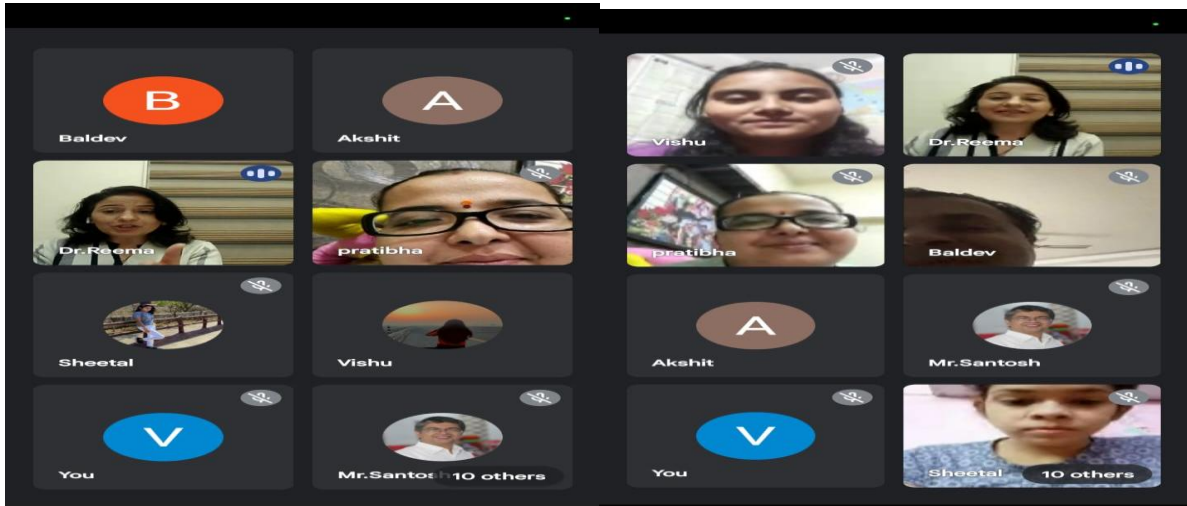 B
Baldev
A
Akshit
Dr.Reema
pratibha
Sheetal
Vishu
V
You
Mr.Santosh
10 others
Vishu
Dr.Reema
pratibha
Baldev
A
Akshit
Mr.Santosh
V
You
Sheetal
10 others